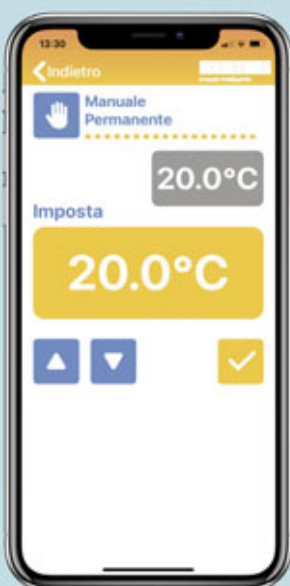 13:30
Indietro
Manuale
Permanente
20.0°C
Imposta
20.0°C